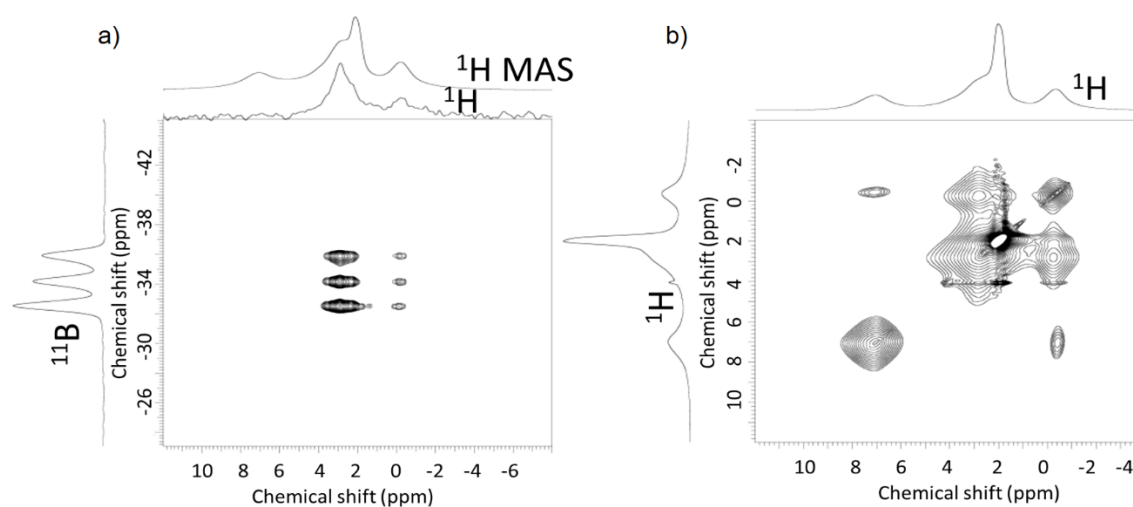 a)
¹H MAS
¹H
¹¹B
Chemical shift (ppm)
-42
-38
-34
-30
-26
10 8 6 4 2 0 -2 -4 -6
Chemical shift (ppm)
b)
¹H
¹H
Chemical shift (ppm)
-2
0
2
4
6
8
10
10 8 6 4 2 0 -2 -4
Chemical shift (ppm)